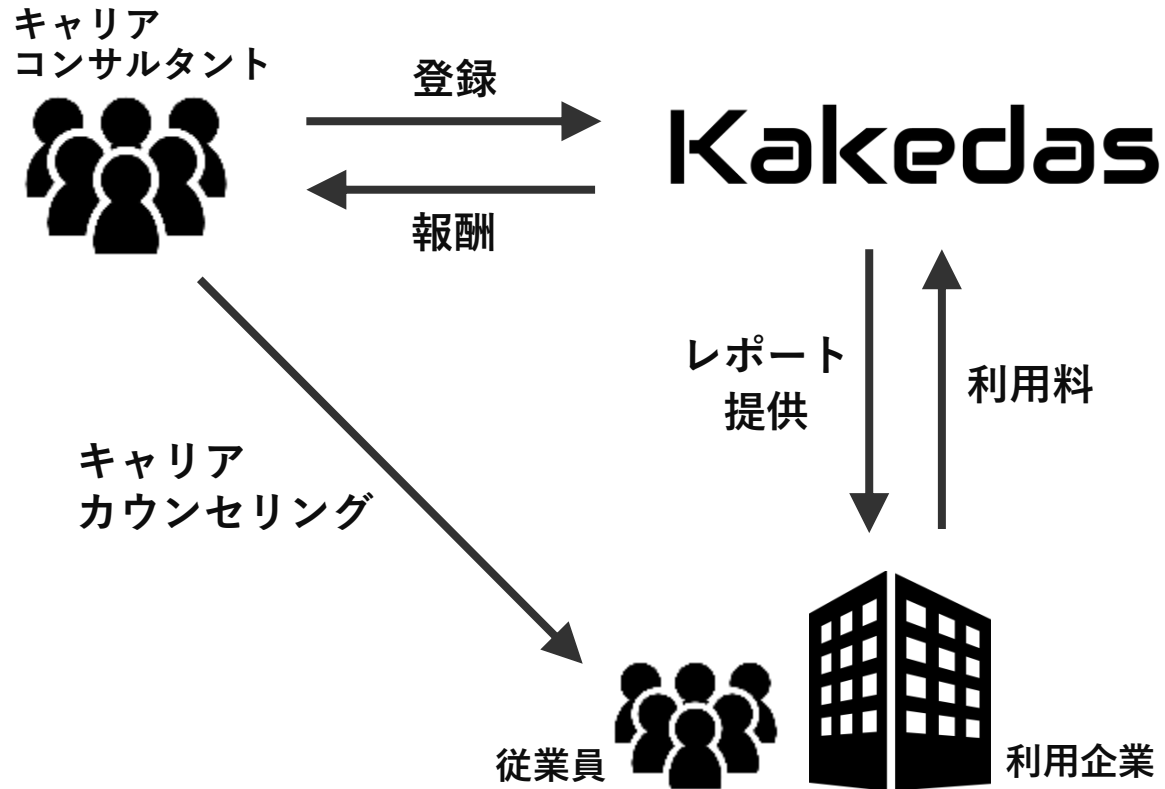 キャリア
コンサルタント
登録
Kakedas
報酬
レポート
提供
利用料
キャリア
カウンセリング
従業員
利用企業